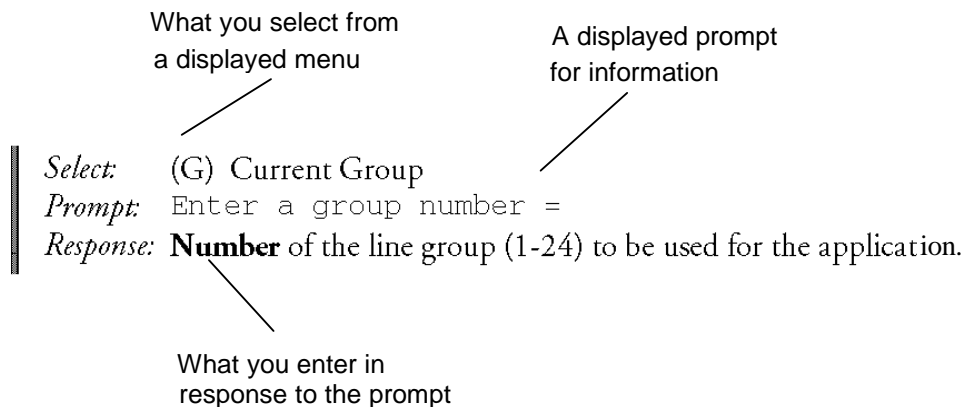 What you select from
a displayed menu
A displayed prompt
for information
Select: (G) Current Group
Prompt: Enter a group number =
Response: Number of the line group (1-24) to be used for the application.
What you enter in
response to the prompt